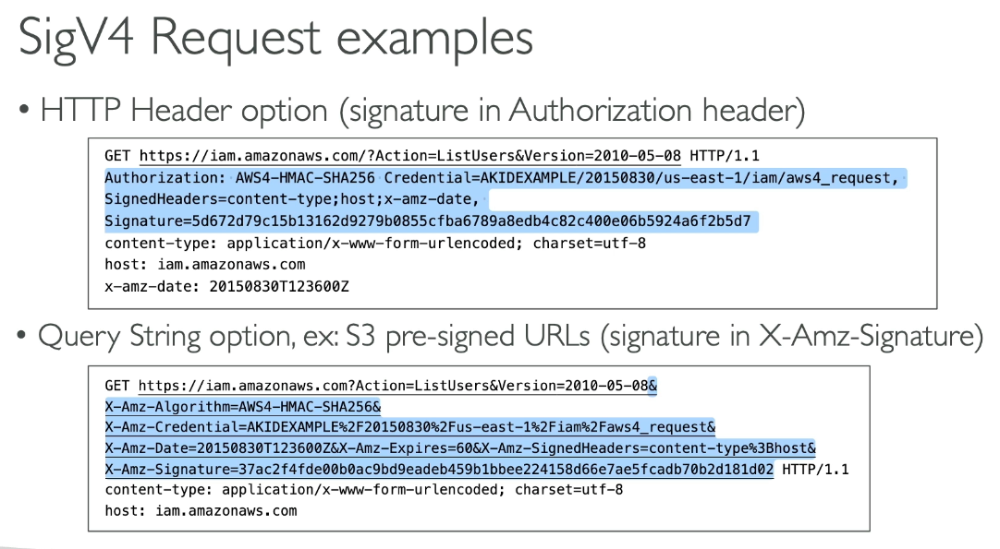 SigV4 Request examples
• HTTP Header option (signature in Authorization header)
GET https://iam.amazonaws.com/?Action=ListUsers&Version=2010-05-08 HTTP/1.1
Authorization: AWS4-HMAC-SHA256 Credential=AKIDEXAMPLE/20150830/us-east-1/iam/aws4_request,
SignedHeaders=content-type;host;x-amz-date,
Signature=5d672d79c15b13162d9279b0855cfba6789a8edb4c82c400e06b5924a6f2b5d7
content-type: application/x-www-form-urlencoded; charset=utf-8
host: iam.amazonaws.com
x-amz-date: 20150830T123600Z
• Query String option, ex: S3 pre-signed URLs (signature in X-Amz-Signature)
GET https://iam.amazonaws.com?Action=ListUsers&Version=2010-05-08&
X-Amz-Algorithm=AWS4-HMAC-SHA256&
X-Amz-Credential=AKIDEXAMPLE%2F20150830%2Fus-east-1%2Fiam%2Faws4_request&
X-Amz-Date=20150830T123600Z&X-Amz-Expires=60&X-Amz-SignedHeaders=content-type%3Bhost&
X-Amz-Signature=37ac2f4fde00b0ac9bd9eadeb459b1bbee224158d66e7ae5fcadb70b2d181d02 HTTP/1.1
content-type: application/x-www-form-urlencoded; charset=utf-8
host: iam.amazonaws.com